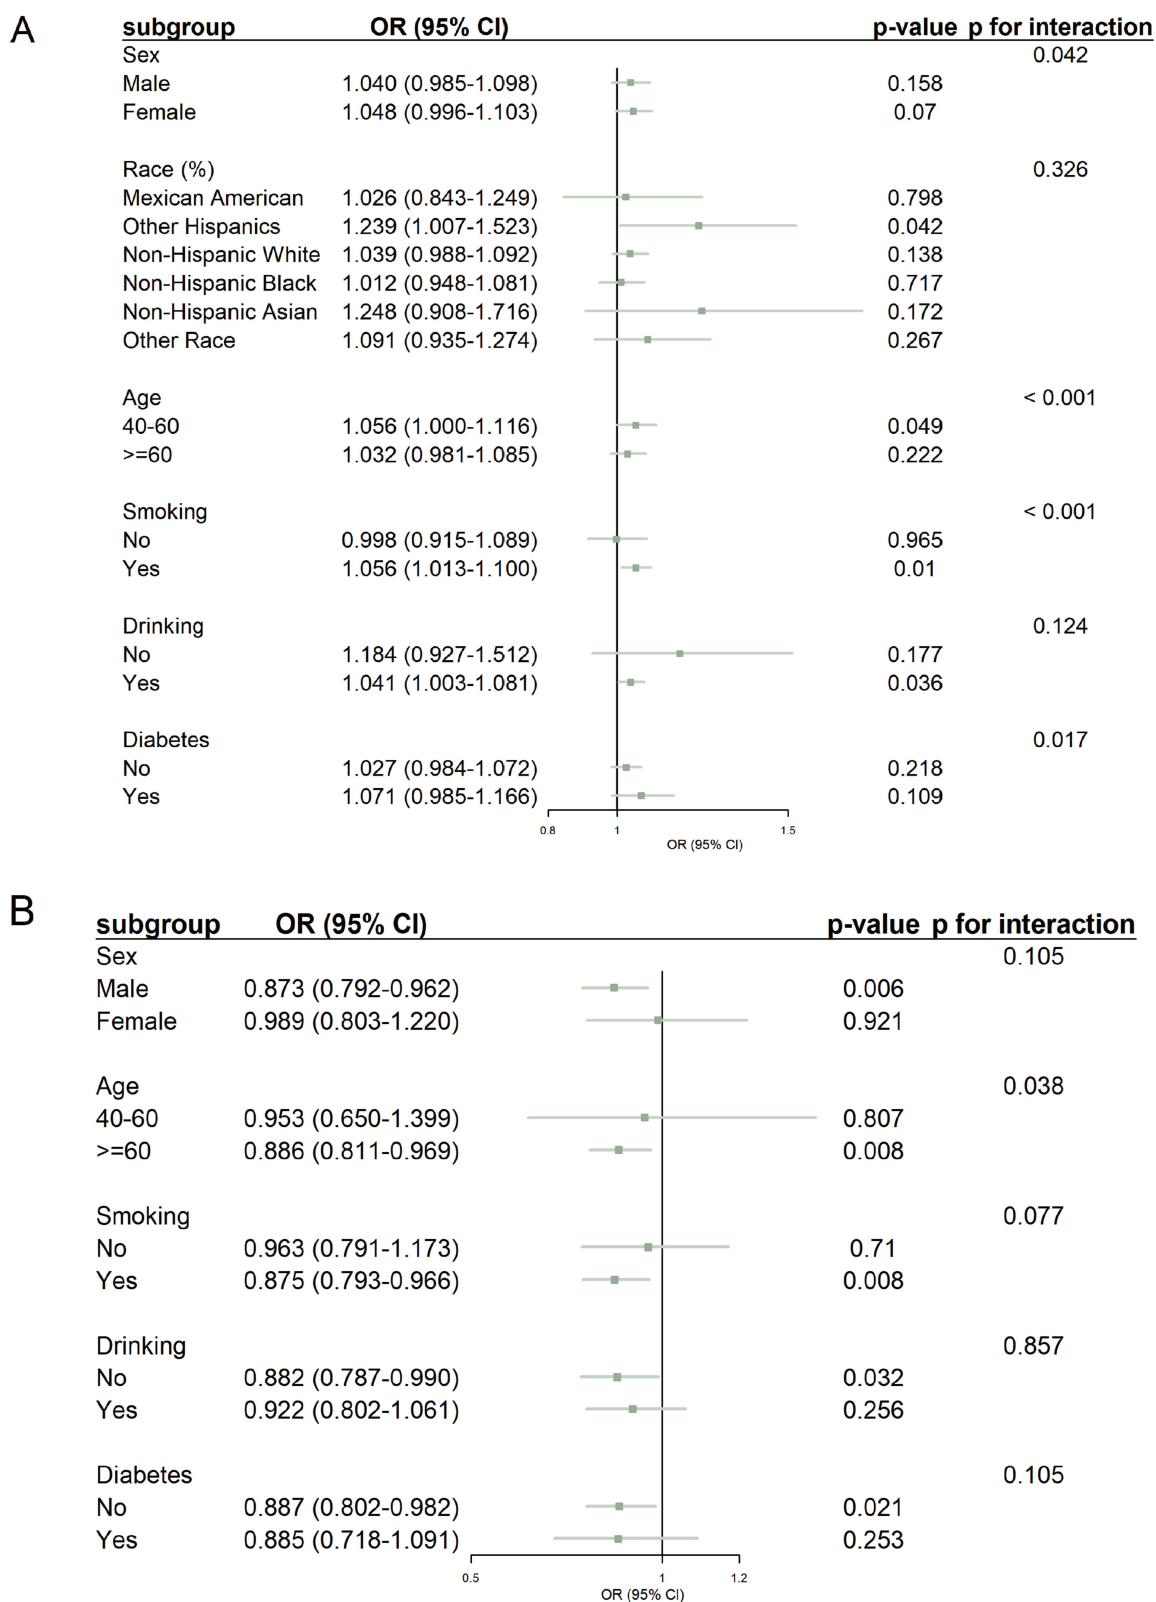 A
subgroup OR (95% CI) p-value p for interaction
Sex 0.042
Male 1.040 (0.985-1.098) 0.158
Female 1.048 (0.996-1.103) 0.07
Race (%) 0.326
Mexican American 1.026 (0.843-1.249) 0.798
Other Hispanics 1.239 (1.007-1.523) 0.042
Non-Hispanic White 1.039 (0.988-1.092) 0.138
Non-Hispanic Black 1.012 (0.948-1.081) 0.717
Non-Hispanic Asian 1.248 (0.908-1.716) 0.172
Other Race 1.091 (0.935-1.274) 0.267
Age < 0.001
40-60 1.056 (1.000-1.116) 0.049
>=60 1.032 (0.981-1.085) 0.222
Smoking < 0.001
No 0.998 (0.915-1.089) 0.965
Yes 1.056 (1.013-1.100) 0.01
Drinking 0.124
No 1.184 (0.927-1.512) 0.177
Yes 1.041 (1.003-1.081) 0.036
Diabetes 0.017
No 1.027 (0.984-1.072) 0.218
Yes 1.071 (0.985-1.166) 0.109
0.8 1 1.5
OR (95% CI)
B
subgroup OR (95% CI) p-value p for interaction
Sex 0.105
Male 0.873 (0.792-0.962) 0.006
Female 0.989 (0.803-1.220) 0.921
Age 0.038
40-60 0.953 (0.650-1.399) 0.807
>=60 0.886 (0.811-0.969) 0.008
Smoking 0.077
No 0.963 (0.791-1.173) 0.71
Yes 0.875 (0.793-0.966) 0.008
Drinking 0.857
No 0.882 (0.787-0.990) 0.032
Yes 0.922 (0.802-1.061) 0.256
Diabetes 0.105
No 0.887 (0.802-0.982) 0.021
Yes 0.885 (0.718-1.091) 0.253
0.5 1 1.2
OR (95% CI)